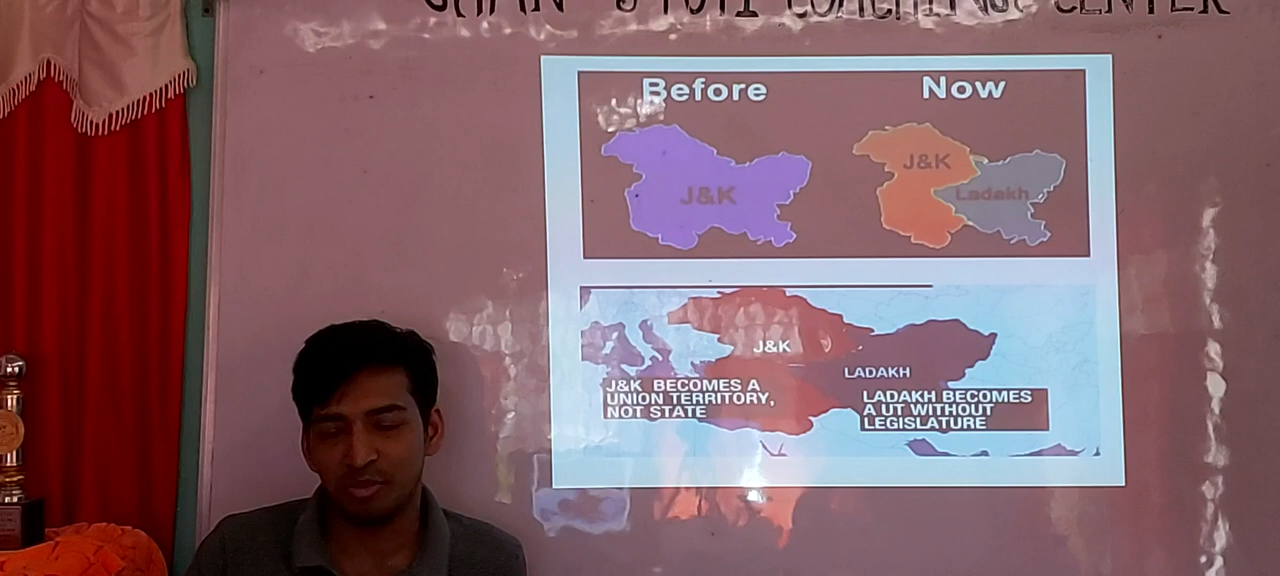 COACHING CENTER
Before Now
J&K
J&K
Ladakh
J&K
LADAKH
J&K BECOMES A
UNION TERRITORY,
NOT STATE
LADAKH BECOMES
A UT WITHOUT
LEGISLATURE